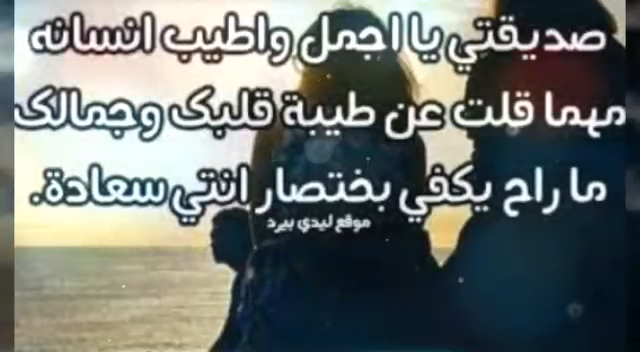 صديقتي يا اجمل واطيب انسانه
مهما قلت عن طيبة قلبك وجمالك
ما راح يكفي بختصار انتي سعادة.
موقع ليدي بيرد